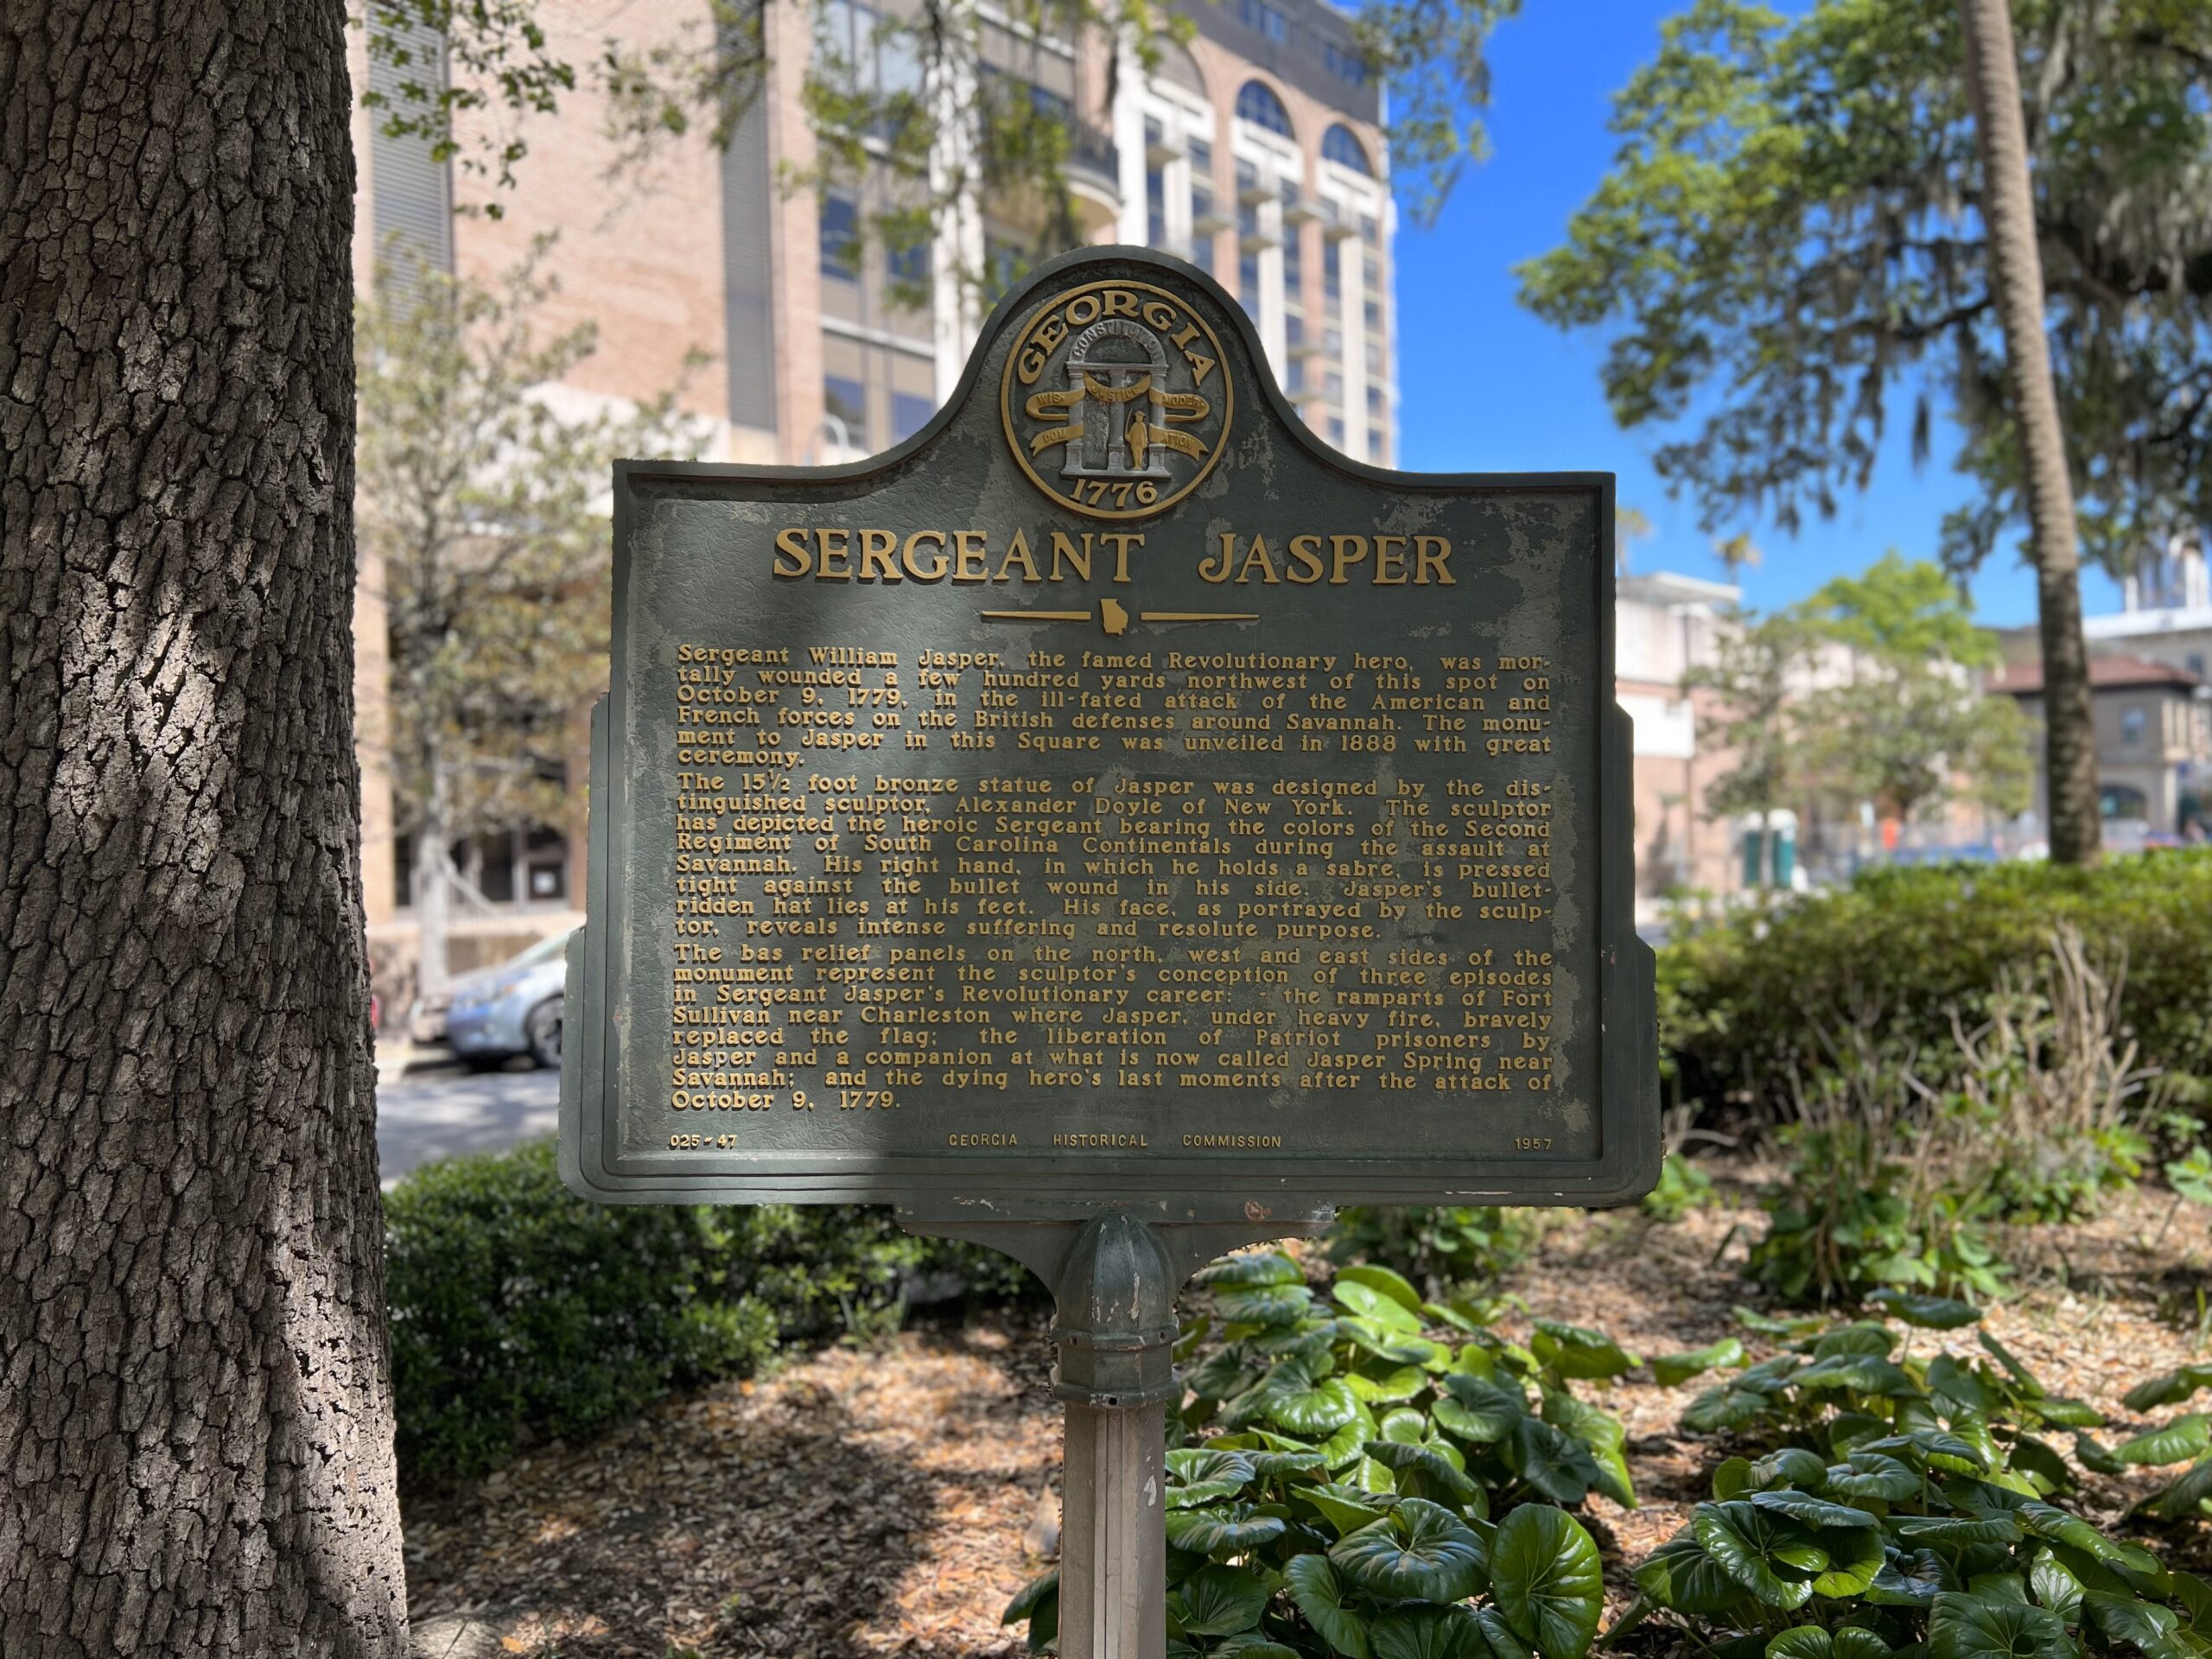 GEORGIA
CONSTITUTION
WIS- JUSTICE MODER-
DOM ATION
1776
SERGEANT JASPER
Sergeant William Jasper, the famed Revolutionary hero, was mor-
tally wounded a few hundred yards northwest of this spot on
October 9, 1779, in the ill-fated attack of the American and
French forces on the British defenses around Savannah. The monu-
ment to Jasper in this Square was unveiled in 1888 with great
ceremony.
The 15½ foot bronze statue of Jasper was designed by the dis-
tinguished sculptor, Alexander Doyle of New York. The sculptor
has depicted the heroic Sergeant bearing the colors of the Second
Regiment of South Carolina Continentals during the assault at
Savannah. His right hand, in which he holds a sabre, is pressed
tight against the bullet wound in his side. Jasper's bullet-
ridden hat lies at his feet. His face, as portrayed by the sculp-
tor, reveals intense suffering and resolute purpose.
The bas relief panels on the north, west and east sides of the
monument represent the sculptor's conception of three episodes
in Sergeant Jasper's Revolutionary career: - the ramparts of Fort
Sullivan near Charleston where Jasper, under heavy fire, bravely
replaced the flag; the liberation of Patriot prisoners by
Jasper and a companion at what is now called Jasper Spring near
Savannah; and the dying hero's last moments after the attack of
October 9, 1779.
025-47 GEORGIA HISTORICAL COMMISSION 1957